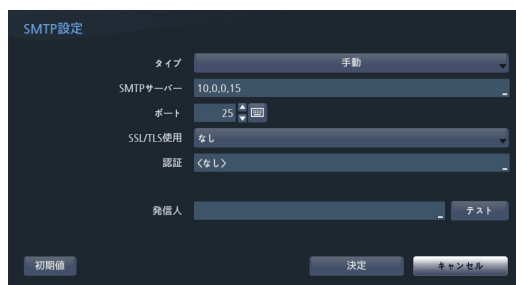 SMTP設定
タイプ 手動
SMTPサーバー 10,0,0,15
ポート 25
SSL/TLS使用 なし
認証 〈なし〉
発信人 テスト
初期値 決定 キャンセル